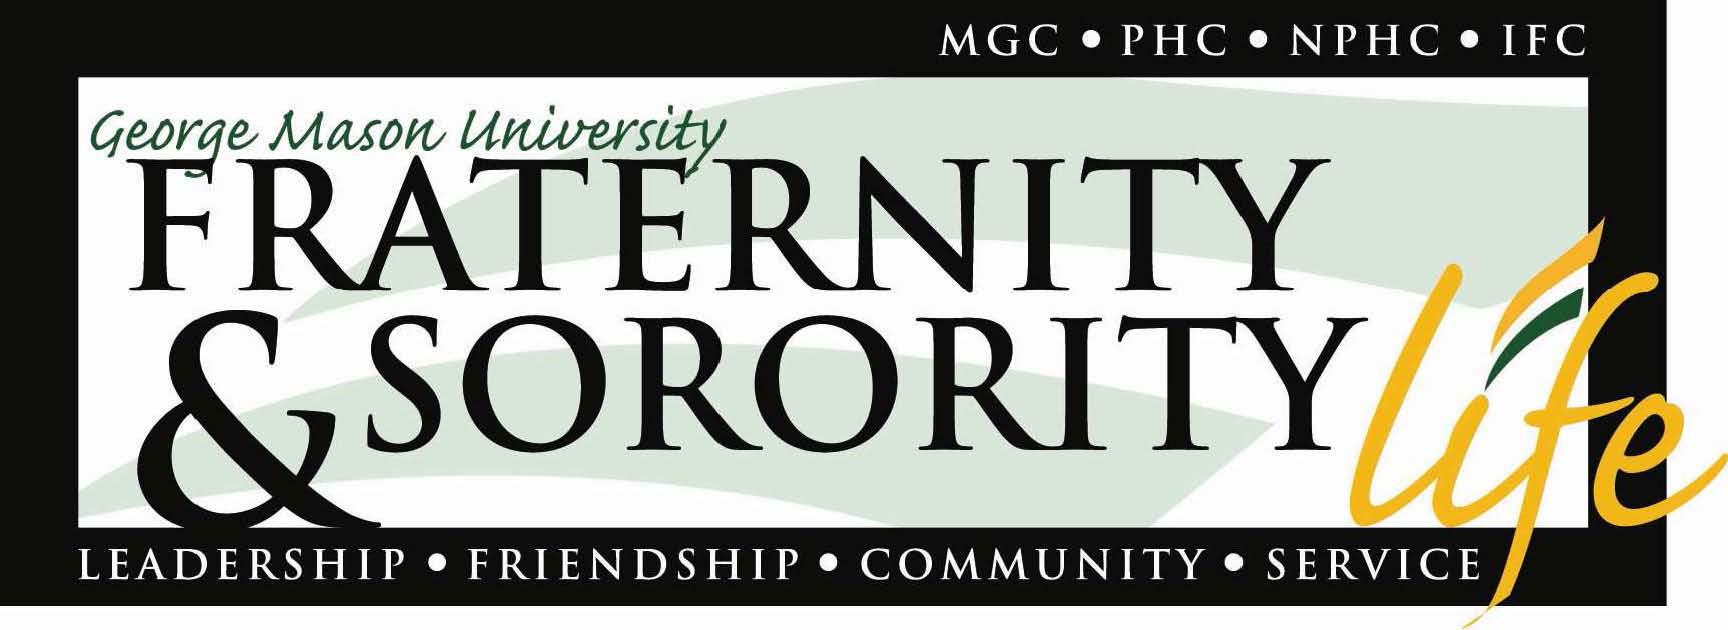 MGC • PHC • NPHC • IFC
George Mason University
FRATERNITY
& SORORITY life
LEADERSHIP • FRIENDSHIP • COMMUNITY • SERVICE